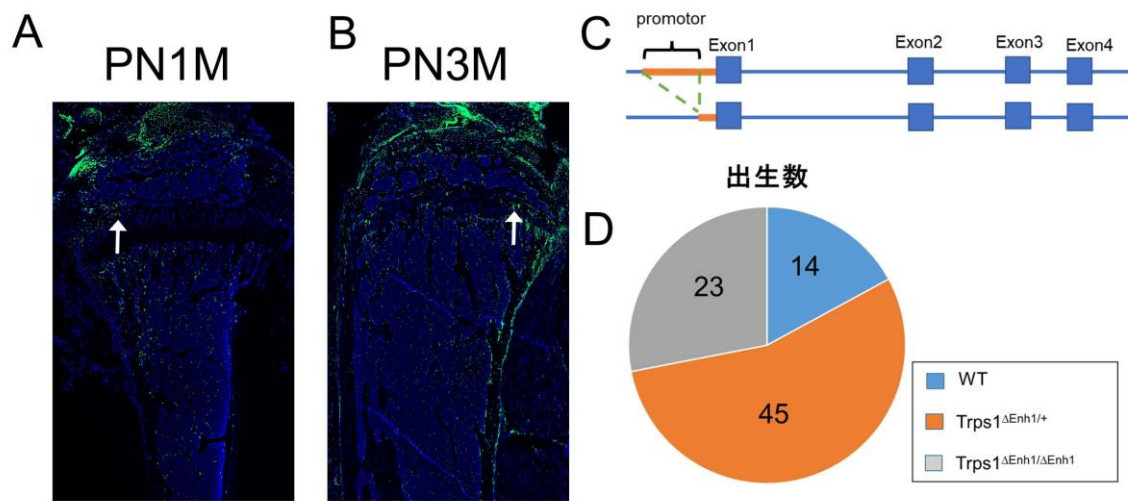 A
PN1M
B
PN3M
C
promotor
Exon1
Exon2
Exon3
Exon4
出生数
D
14
23
45
WT
Trps1ΔEnh1/+
Trps1ΔEnh1/ΔEnh1